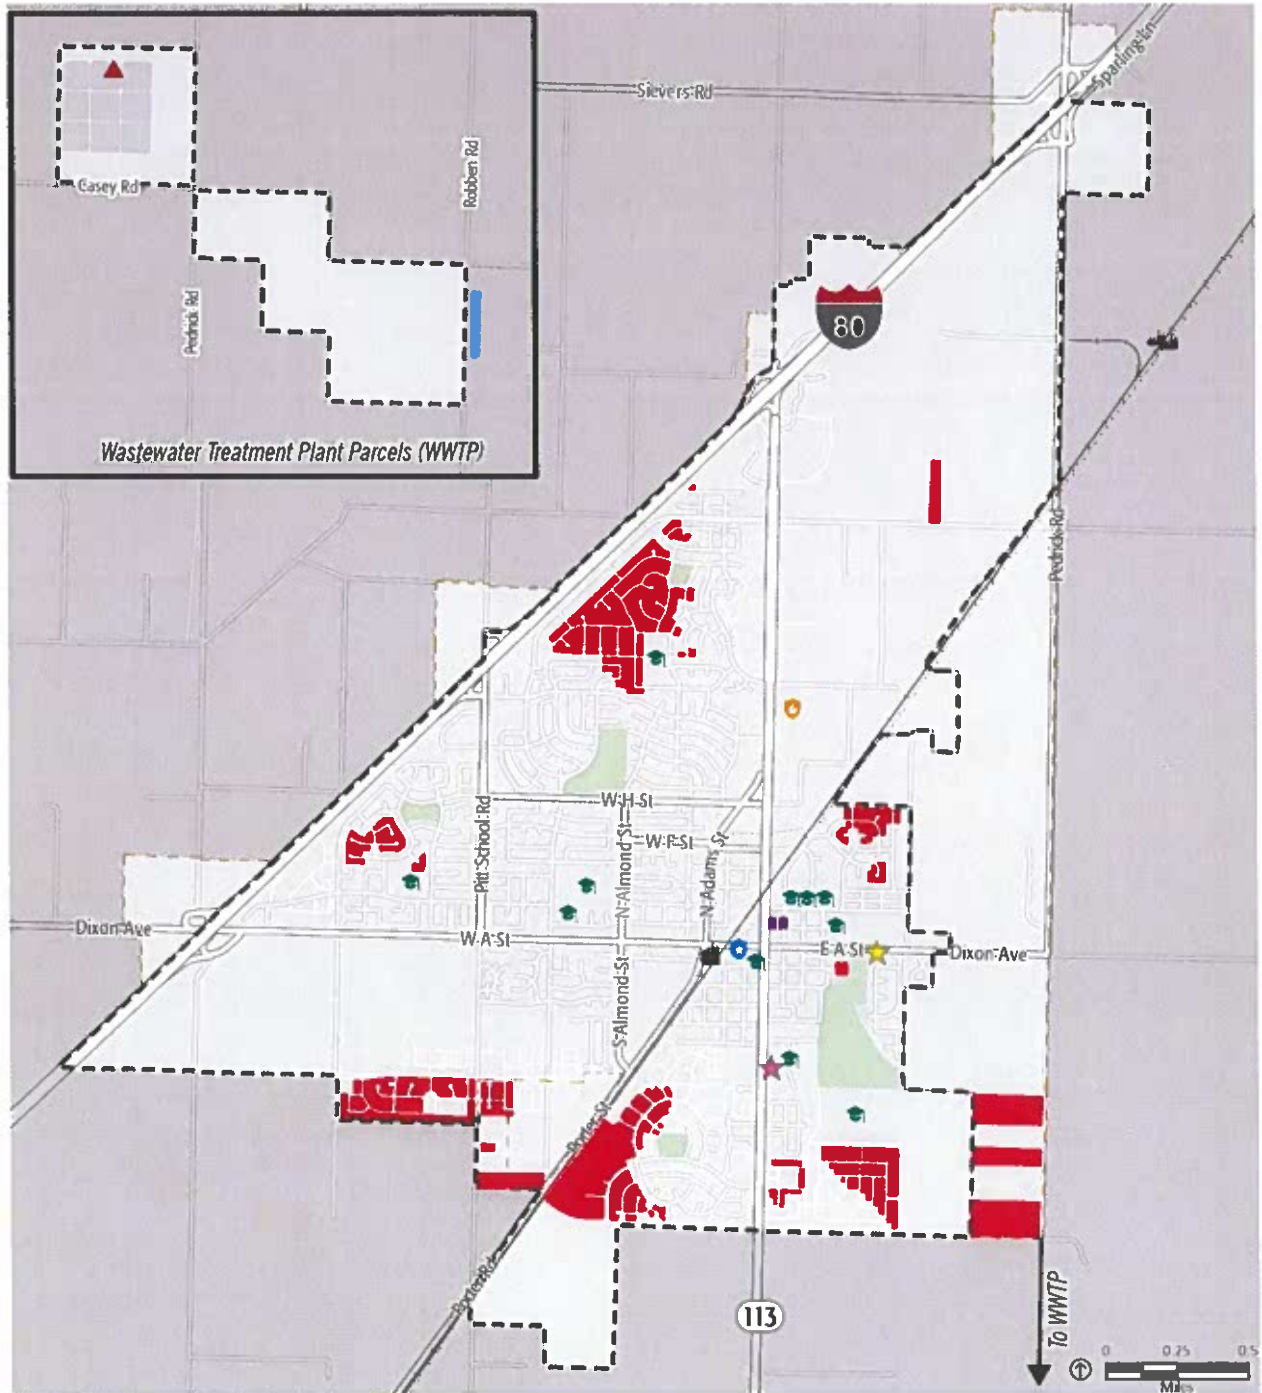 Sparling Ln
Sievers Rd
Robben Rd
Casey Rd
Pedrick Rd
80
Wastewater Treatment Plant Parcels (WWTP)
Pedrick Rd
W H St
Pitt School Rd
N Almond St
W F St
N Adams St
Dixon Ave
W A St
E A St
Dixon Ave
S Almond St
Porter St
Porter Rd
113
To WWTP
0 0.25 0.5
Miles